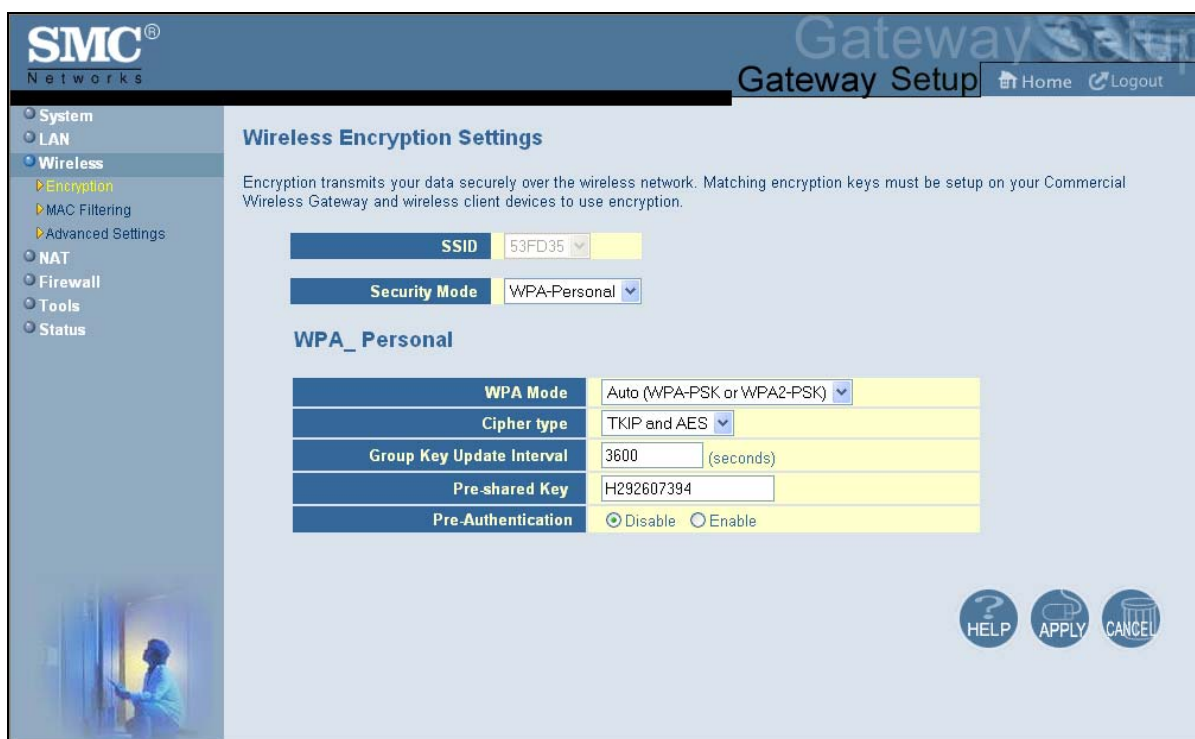 SMC®
Networks
Gateway Setup
Gateway Setup
Home
Logout
System
LAN
Wireless
Encryption
MAC Filtering
Advanced Settings
NAT
Firewall
Tools
Status
Wireless Encryption Settings
Encryption transmits your data securely over the wireless network. Matching encryption keys must be setup on your Commercial
Wireless Gateway and wireless client devices to use encryption.
SSID 53FD35
Security Mode WPA-Personal
WPA_ Personal
WPA Mode Auto (WPA-PSK or WPA2-PSK)
Cipher type TKIP and AES
Group Key Update Interval 3600 (seconds)
Pre-shared Key H292607394
Pre-Authentication Disable Enable
HELP APPLY CANCEL